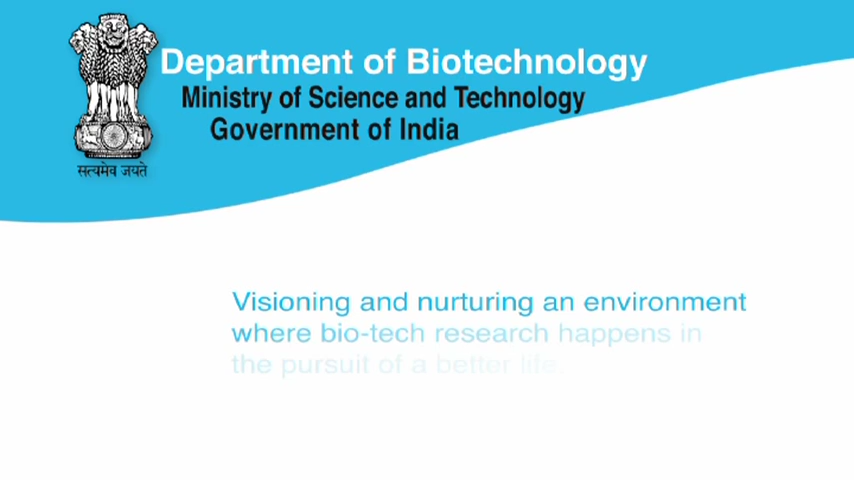 Department of Biotechnology
Ministry of Science and Technology
Government of India
सत्यमेव जयते
Visioning and nurturing an environment
where bio-tech research happens in
the pursuit of a better life.